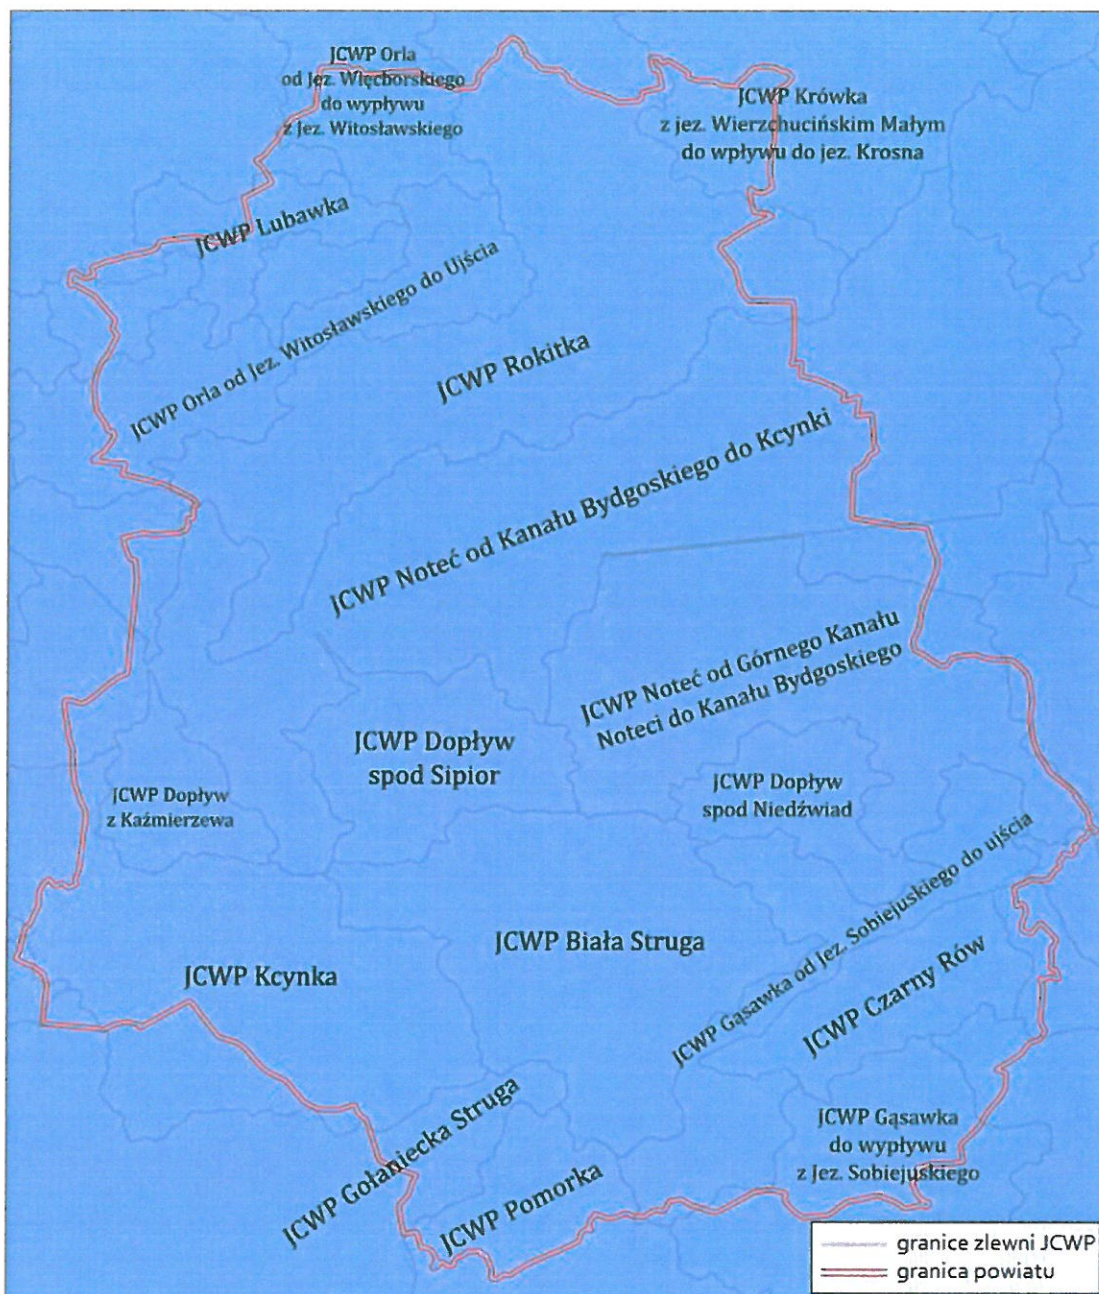 JCWP Orla
od Jez. Więcborskiego
do wypływu
z Jez. Witosławskiego
JCWP Krówka
z jez. Wierzchucińskim Małym
do wpływu do jez. Krosna
JCWP Lubawka
JCWP Orla od Jez. Witosławskiego do Ujścia
JCWP Rokitka
JCWP Noteć od Kanału Bydgoskiego do Kcynki
JCWP Noteć od Górnego Kanału
Noteci do Kanału Bydgoskiego
JCWP Dopływ
spod Sipior
JCWP Dopływ
z Kaźmierzewa
JCWP Dopływ
spod Niedźwiad
JCWP Gąsawka od Jez. Sobiejuskiego do ujścia
JCWP Biała Struga
JCWP Kcynka
JCWP Czarny Rów
JCWP Gołaniecka Struga
JCWP Pomorka
JCWP Gąsawka
do wypływu
z Jez. Sobiejuskiego
granice zlewni JCWP
granica powiatu